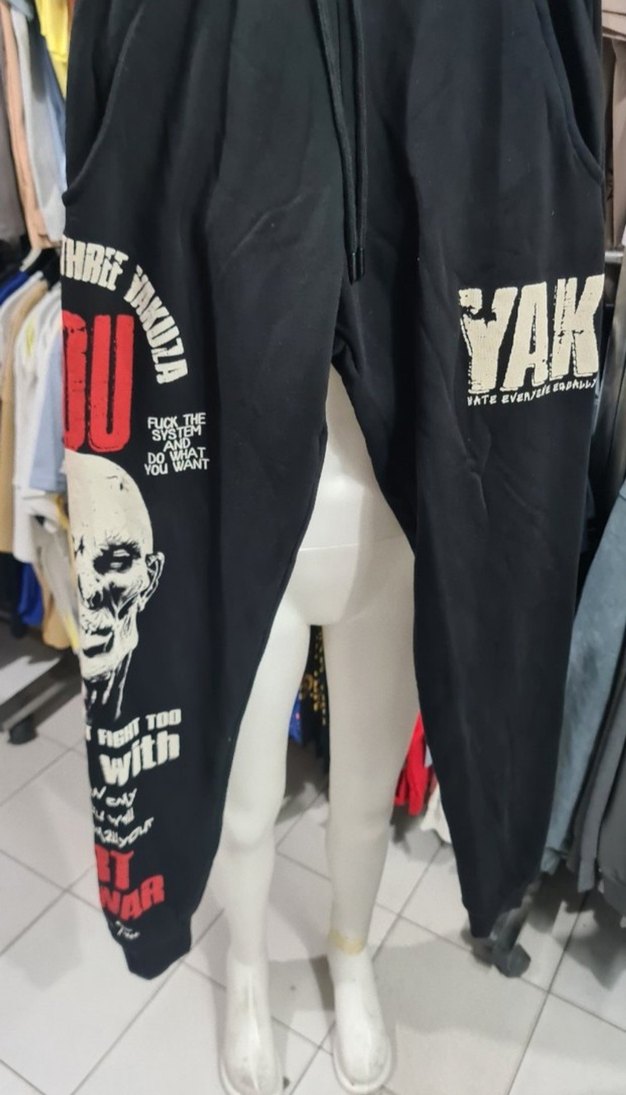 THREE YAKUZA
OU
FUCK THE
SYSTEM
AND
DO WHAT
YOU WANT
T FIGHT TOO
with
ART
WAR
YAK
HATE EVERYONE EQUALLY